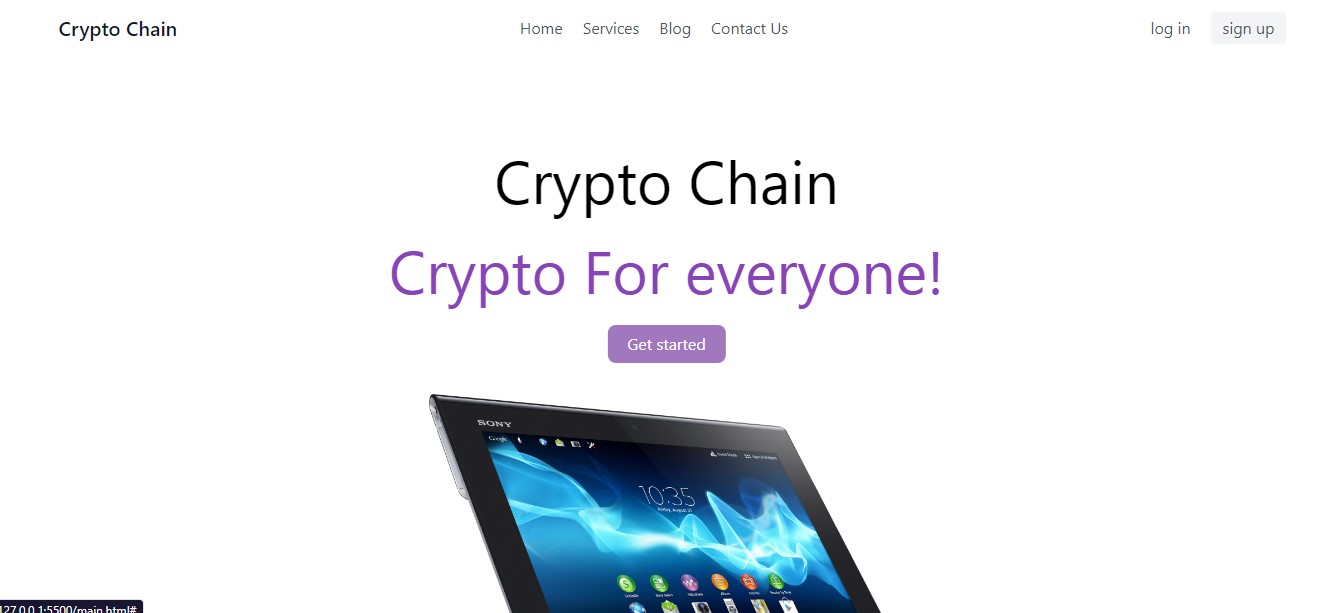 Crypto Chain
Home
Services
Blog
Contact Us
log in
sign up
Crypto Chain
Crypto For everyone!
Get started
SONY
Google
10:35
127.0.0.1:5500/main.html#